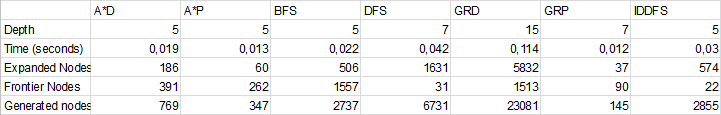 A*D A*P BFS DFS GRD GRP IDDFS
Depth 5 5 5 7 15 7 5
Time (seconds) 0,019 0,013 0,022 0,042 0,114 0,012 0,03
Expanded Nodes 186 60 506 1631 5832 37 574
Frontier Nodes 391 262 1557 31 1513 90 22
Generated nodes 769 347 2737 6731 23081 145 2855